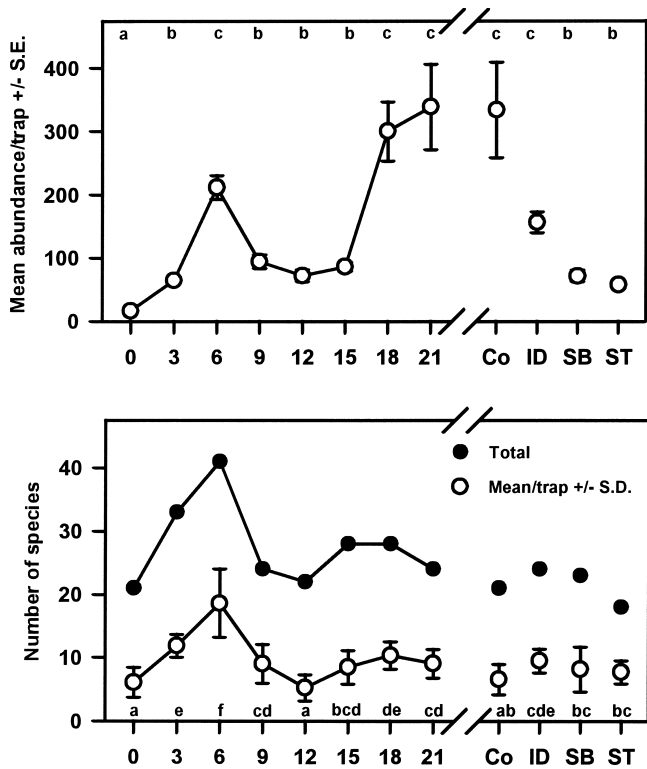 a b c b b b c c c c b b
Mean abundance/trap +/- S.E.
400
300
200
100
0
0 3 6 9 12 15 18 21 Co ID SB ST
Number of species
40
30
20
10
0
Total
Mean/trap +/- S.D.
a e f cd a bcd de cd ab cde bc bc
0 3 6 9 12 15 18 21 Co ID SB ST